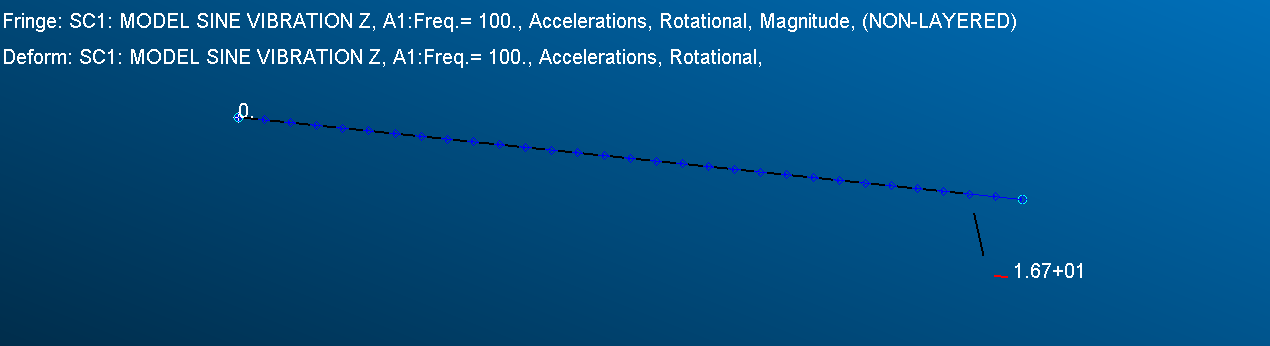 Fringe: SC1: MODEL SINE VIBRATION Z, A1:Freq.= 100., Accelerations, Rotational, Magnitude, (NON-LAYERED)
Deform: SC1: MODEL SINE VIBRATION Z, A1:Freq.= 100., Accelerations, Rotational,
0.
1.67+01